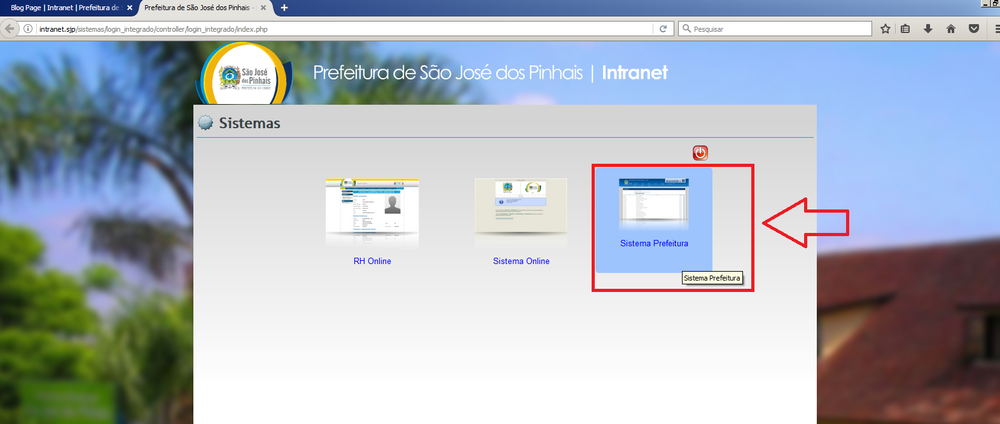 Blog Page | Intranet | Prefeitura de
Prefeitura de São José dos Pinhais -
intranet.sjp/sistemas/login_integrado/controller/login_integrado/index.php
Pesquisar
São José
dos Pinhais
PREFEITURA DA CIDADE
Prefeitura de São José dos Pinhais | Intranet
Sistemas
RH Online
Sistema Online
Sistema Prefeitura
Sistema Prefeitura